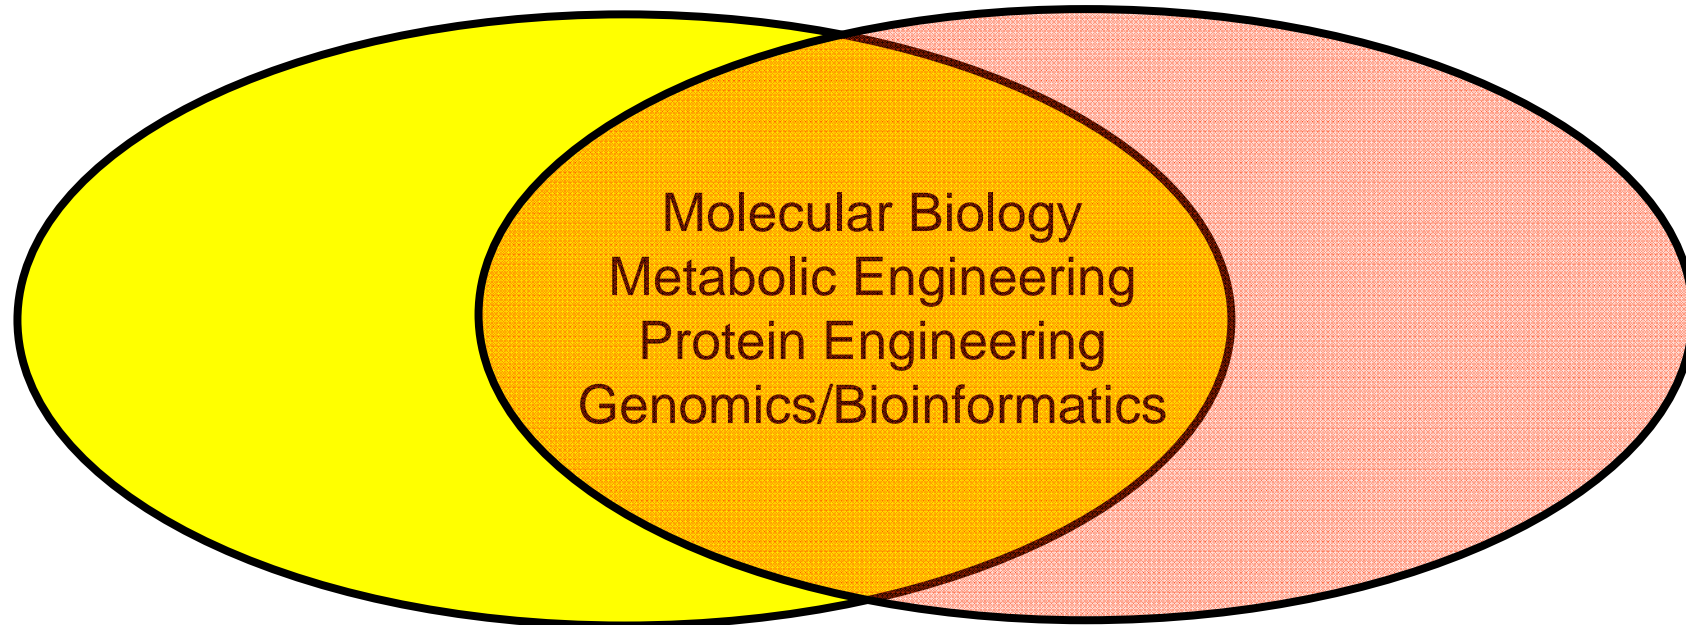 Molecular Biology
Metabolic Engineering
Protein Engineering
Genomics/Bioinformatics